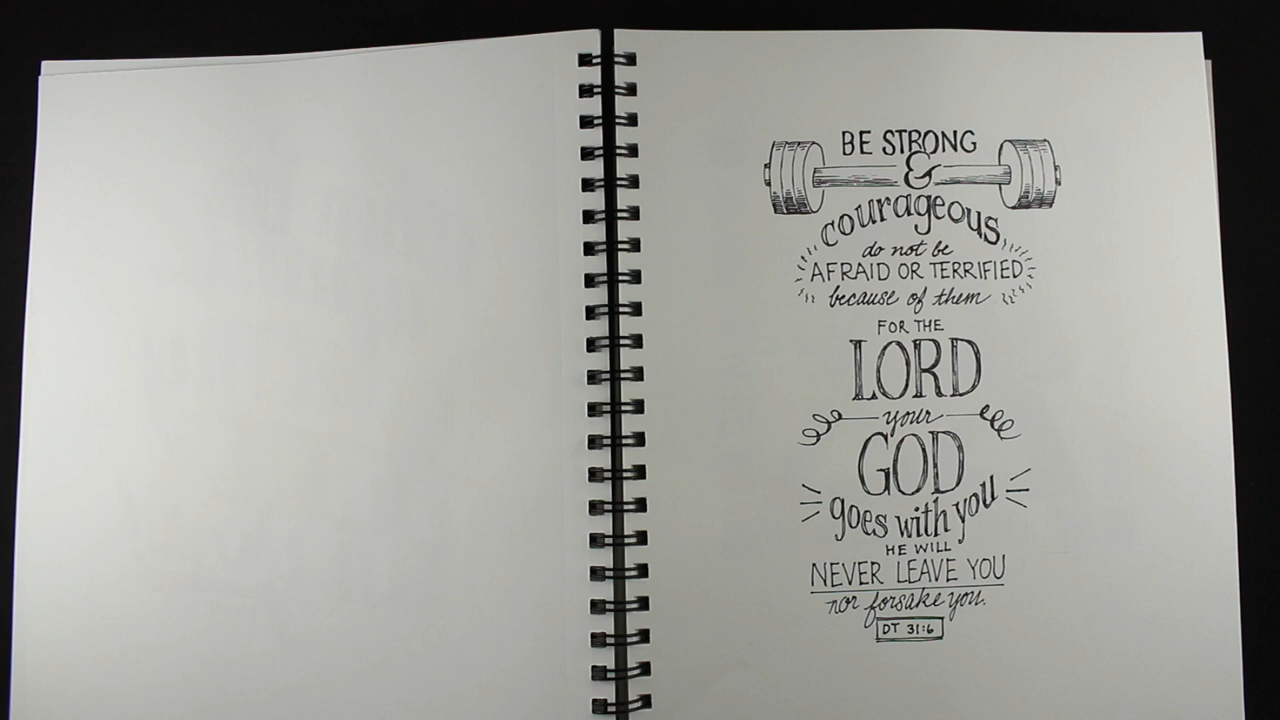 BE STRONG
&
courageous
do not be
AFRAID OR TERRIFIED
because of them
FOR THE
LORD
your
GOD
goes with you
HE WILL
NEVER LEAVE YOU
nor forsake you.
DT 31:6